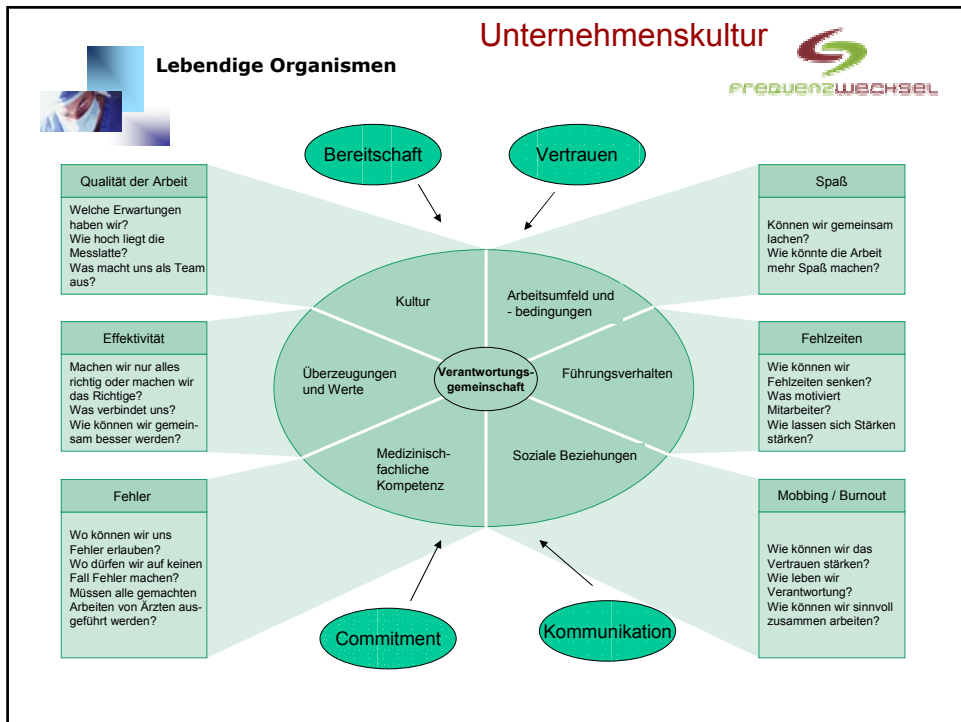 Unternehmenskultur
Lebendige Organismen
FREQUENZWECHSEL
Bereitschaft
Vertrauen
Qualität der Arbeit
Welche Erwartungen
haben wir?
Wie hoch liegt die
Messlatte?
Was macht uns als Team
aus?
Spaß
Können wir gemeinsam
lachen?
Wie könnte die Arbeit
mehr Spaß machen?
Kultur
Arbeitsumfeld und
- bedingungen
Effektivität
Machen wir nur alles
richtig oder machen wir
das Richtige?
Was verbindet uns?
Wie können wir gemein-
sam besser werden?
Überzeugungen
und Werte
Verantwortungs-
gemeinschaft
Führungsverhalten
Fehlzeiten
Wie können wir
Fehlzeiten senken?
Was motiviert
Mitarbeiter?
Wie lassen sich Stärken
stärken?
Medizinisch-
fachliche
Kompetenz
Soziale Beziehungen
Fehler
Wo können wir uns
Fehler erlauben?
Wo dürfen wir auf keinen
Fall Fehler machen?
Müssen alle gemachten
Arbeiten von Ärzten aus-
geführt werden?
Mobbing / Burnout
Wie können wir das
Vertrauen stärken?
Wie leben wir
Verantwortung?
Wie können wir sinnvoll
zusammen arbeiten?
Commitment
Kommunikation